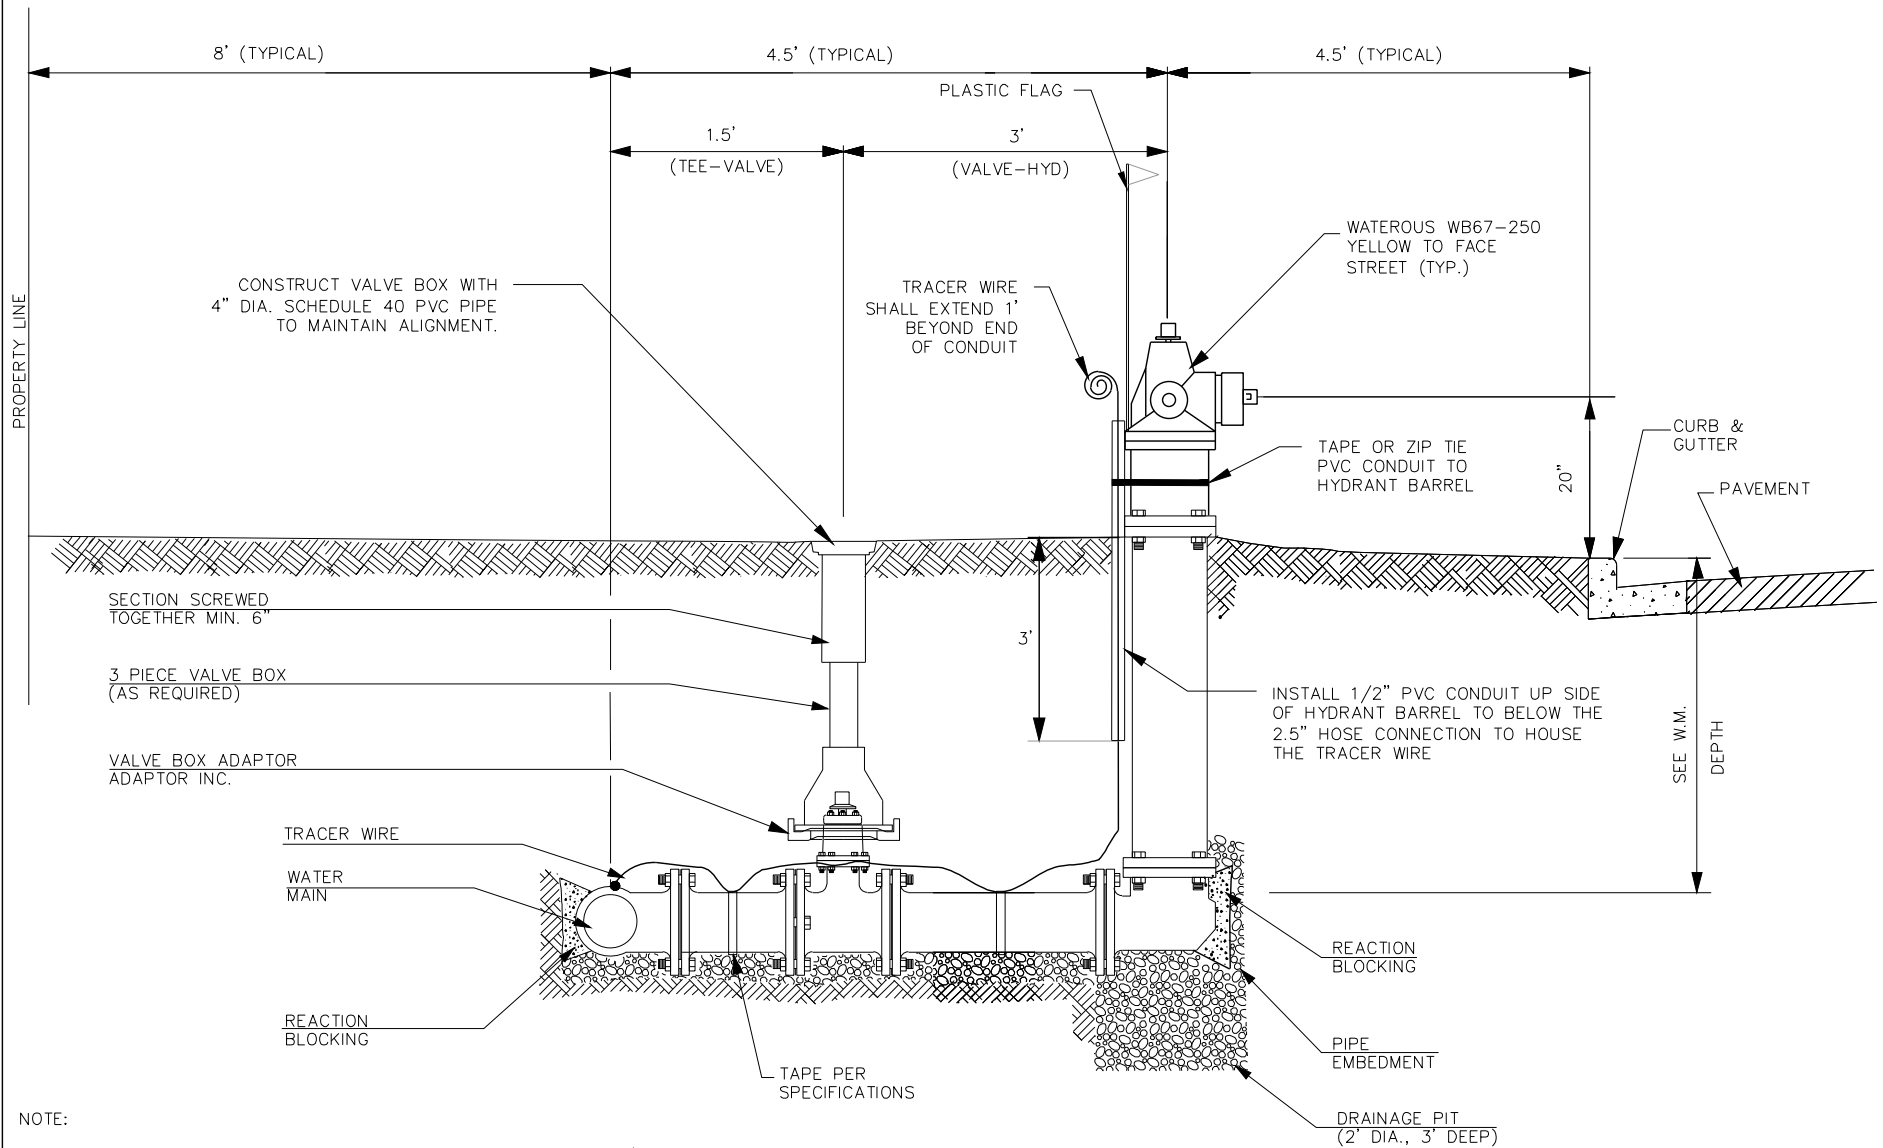 8' (TYPICAL)
4.5' (TYPICAL)
4.5' (TYPICAL)
PLASTIC FLAG
1.5'
(TEE-VALVE)
3'
(VALVE-HYD)
WATEROUS WB67-250
YELLOW TO FACE
STREET (TYP.)
CONSTRUCT VALVE BOX WITH
4" DIA. SCHEDULE 40 PVC PIPE
TO MAINTAIN ALIGNMENT.
TRACER WIRE
SHALL EXTEND 1'
BEYOND END
OF CONDUIT
PROPERTY LINE
CURB &
GUTTER
TAPE OR ZIP TIE
PVC CONDUIT TO
HYDRANT BARREL
20"
PAVEMENT
SECTION SCREWED
TOGETHER MIN. 6"
3'
3 PIECE VALVE BOX
(AS REQUIRED)
INSTALL 1/2" PVC CONDUIT UP SIDE
OF HYDRANT BARREL TO BELOW THE
2.5" HOSE CONNECTION TO HOUSE
THE TRACER WIRE
SEE W.M.
DEPTH
VALVE BOX ADAPTOR
ADAPTOR INC.
TRACER WIRE
WATER
MAIN
REACTION
BLOCKING
REACTION
BLOCKING
PIPE
EMBEDMENT
TAPE PER
SPECIFICATIONS
DRAINAGE PIT
(2' DIA., 3' DEEP)
NOTE: